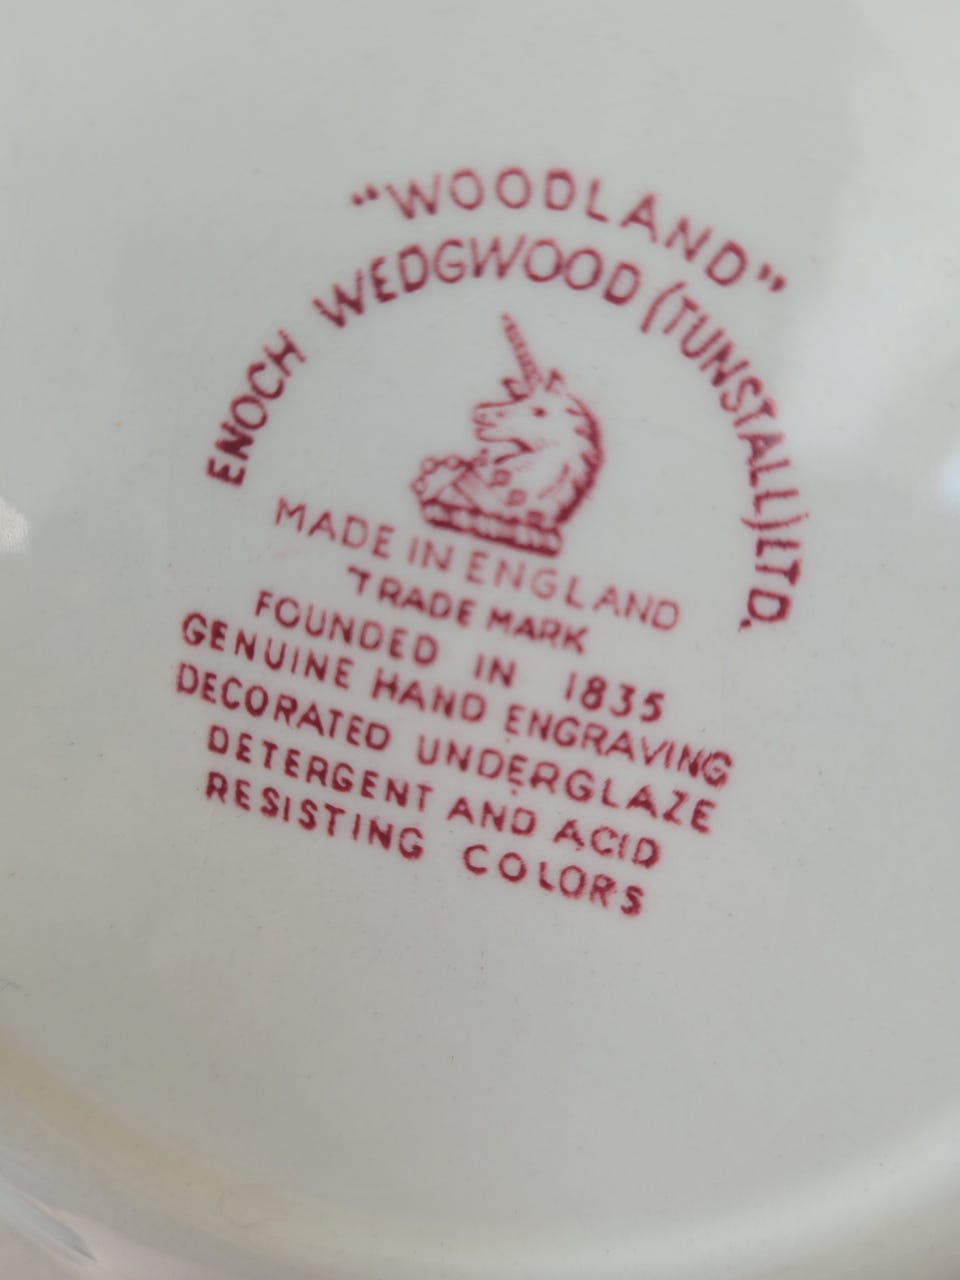 "WOODLAND"
ENOCH WEDGWOOD (TUNSTALL) LTD.
MADE IN ENGLAND
TRADE MARK
FOUNDED IN 1835
GENUINE HAND ENGRAVING
DECORATED UNDERGLAZE
DETERGENT AND ACID
RESISTING COLORS